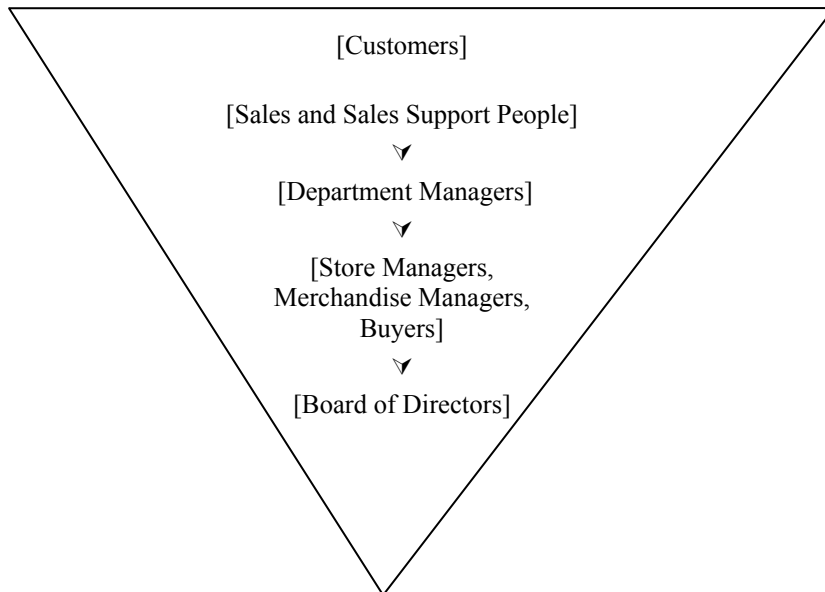 [Customers]
[Sales and Sales Support People]
[Department Managers]
[Store Managers,
Merchandise Managers,
Buyers]
[Board of Directors]